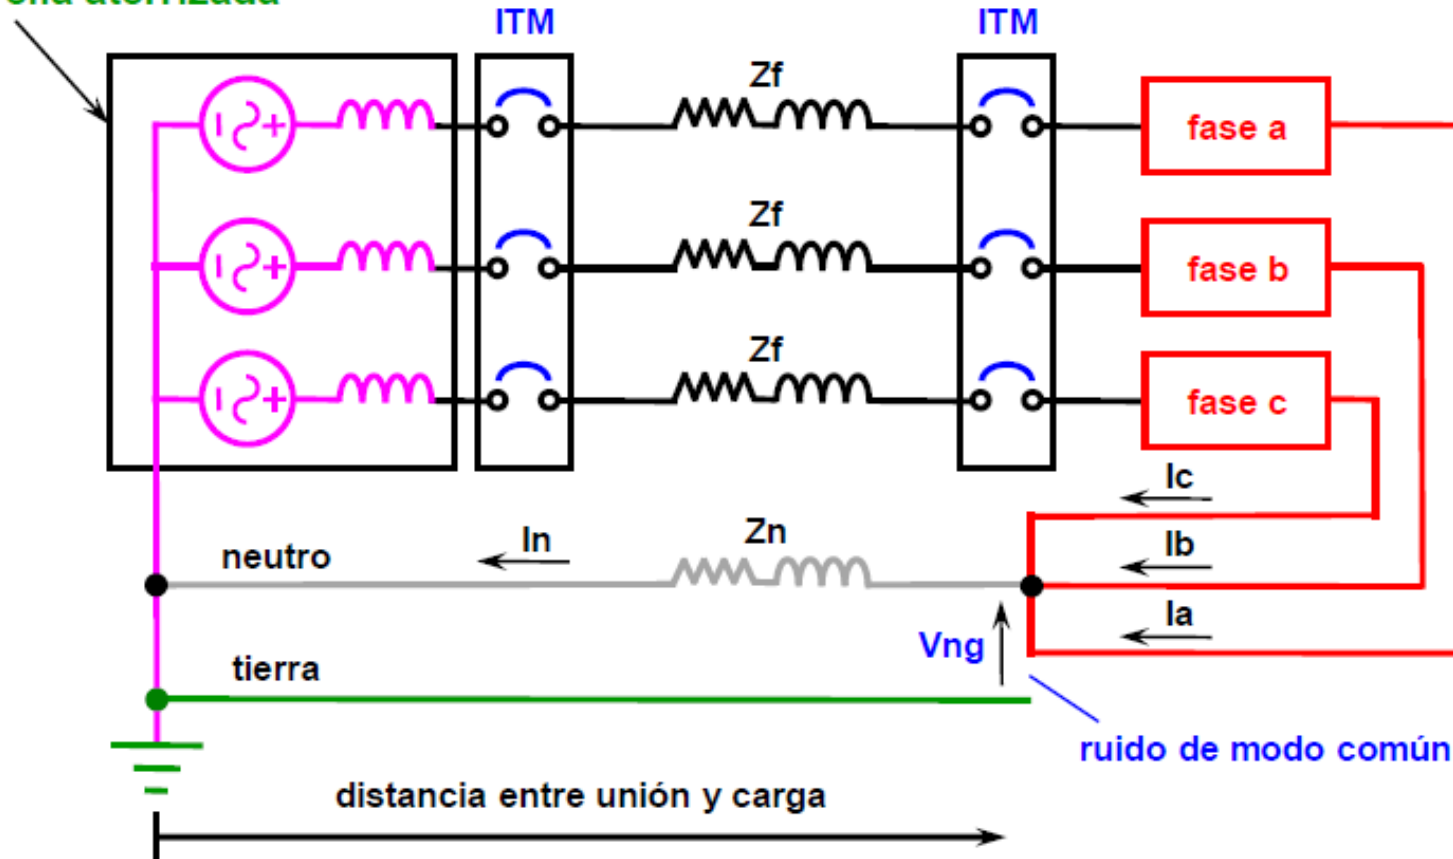 ITM
ITM
Zf
fase a
Zf
fase b
Zf
fase c
Ic
neutro
In
Zn
Ib
Ia
Vng
tierra
ruido de modo común
distancia entre unión y carga